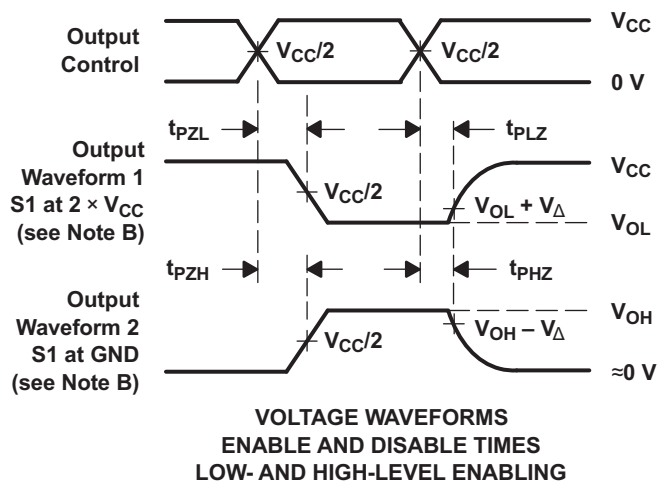 Output
Control
V_CC/2
V_CC/2
V_CC
0 V
t_PZL
t_PLZ
Output
Waveform 1
S1 at 2 × V_CC
(see Note B)
V_CC/2
V_CC
V_OL + V_Δ
V_OL
t_PZH
t_PHZ
Output
Waveform 2
S1 at GND
(see Note B)
V_CC/2
V_OH
V_OH – V_Δ
≈0 V
VOLTAGE WAVEFORMS
ENABLE AND DISABLE TIMES
LOW- AND HIGH-LEVEL ENABLING